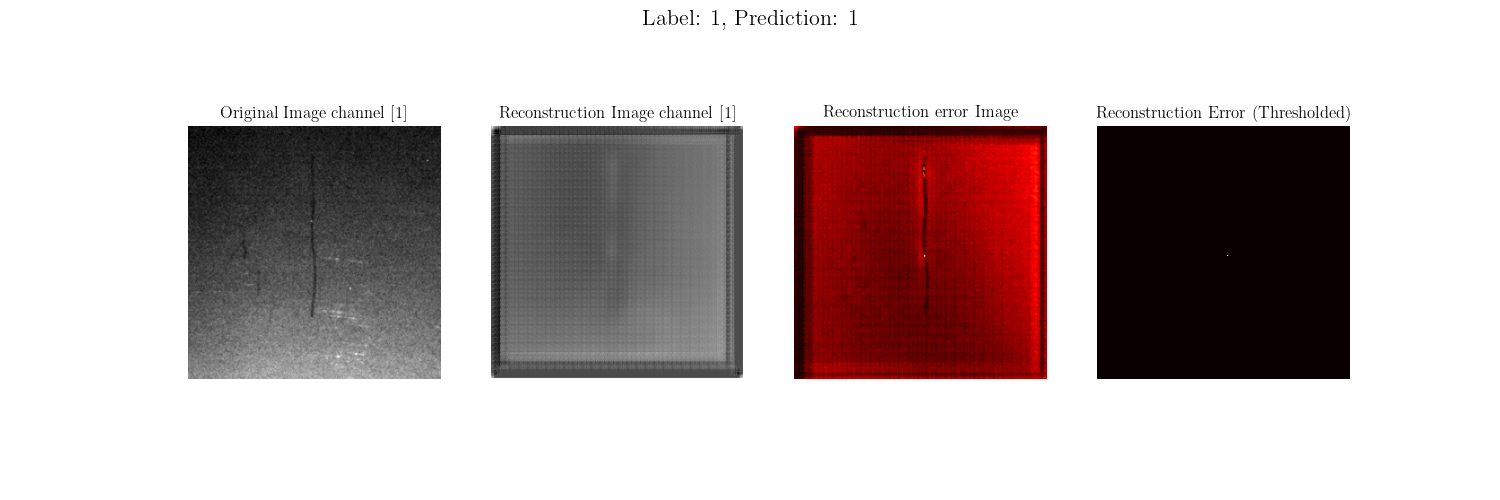 Label: 1, Prediction: 1
Original Image channel [1]
Reconstruction Image channel [1]
Reconstruction error Image
Reconstruction Error (Thresholded)